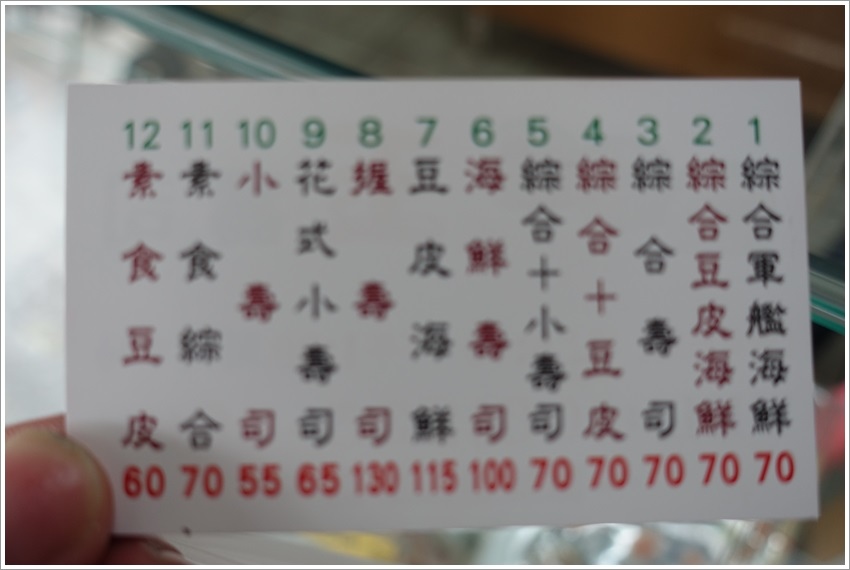 1 綜合軍艦海鮮 70
2 綜合豆皮海鮮 70
3 綜合壽司 70
4 綜合十豆皮 70
5 綜合十小壽司 70
6 海鮮壽司 100
7 豆皮海鮮 115
8 握壽司 130
9 花式小壽司 65
10 小壽司 55
11 素食綜合 70
12 素食豆皮 60